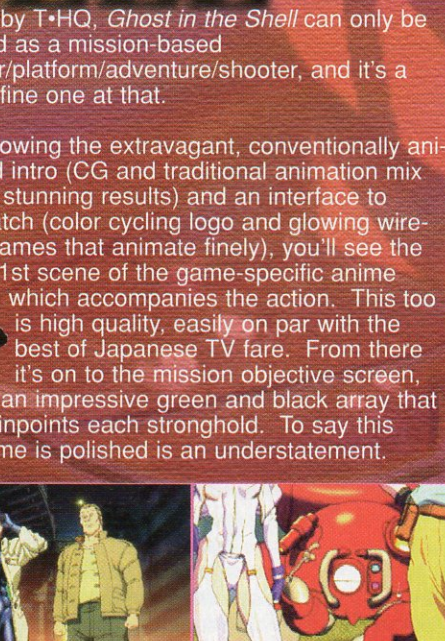 by T•HQ, Ghost in the Shell can only be
d as a mission-based
r/platform/adventure/shooter, and it's a
fine one at that.
owing the extravagant, conventionally ani-
d intro (CG and traditional animation mix
stunning results) and an interface to
atch (color cycling logo and glowing wire-
ames that animate finely), you'll see the
1st scene of the game-specific anime
which accompanies the action. This too
is high quality, easily on par with the
best of Japanese TV fare. From there
it's on to the mission objective screen,
an impressive green and black array that
inpoints each stronghold. To say this
me is polished is an understatement.